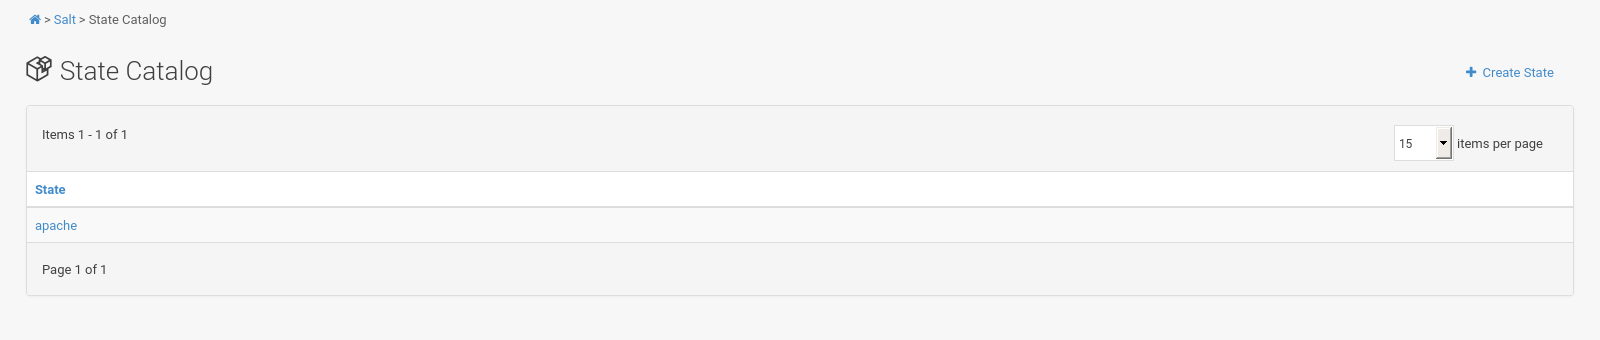 > Salt > State Catalog
State Catalog
Create State
Items 1 - 1 of 1
15 items per page
State
apache
Page 1 of 1